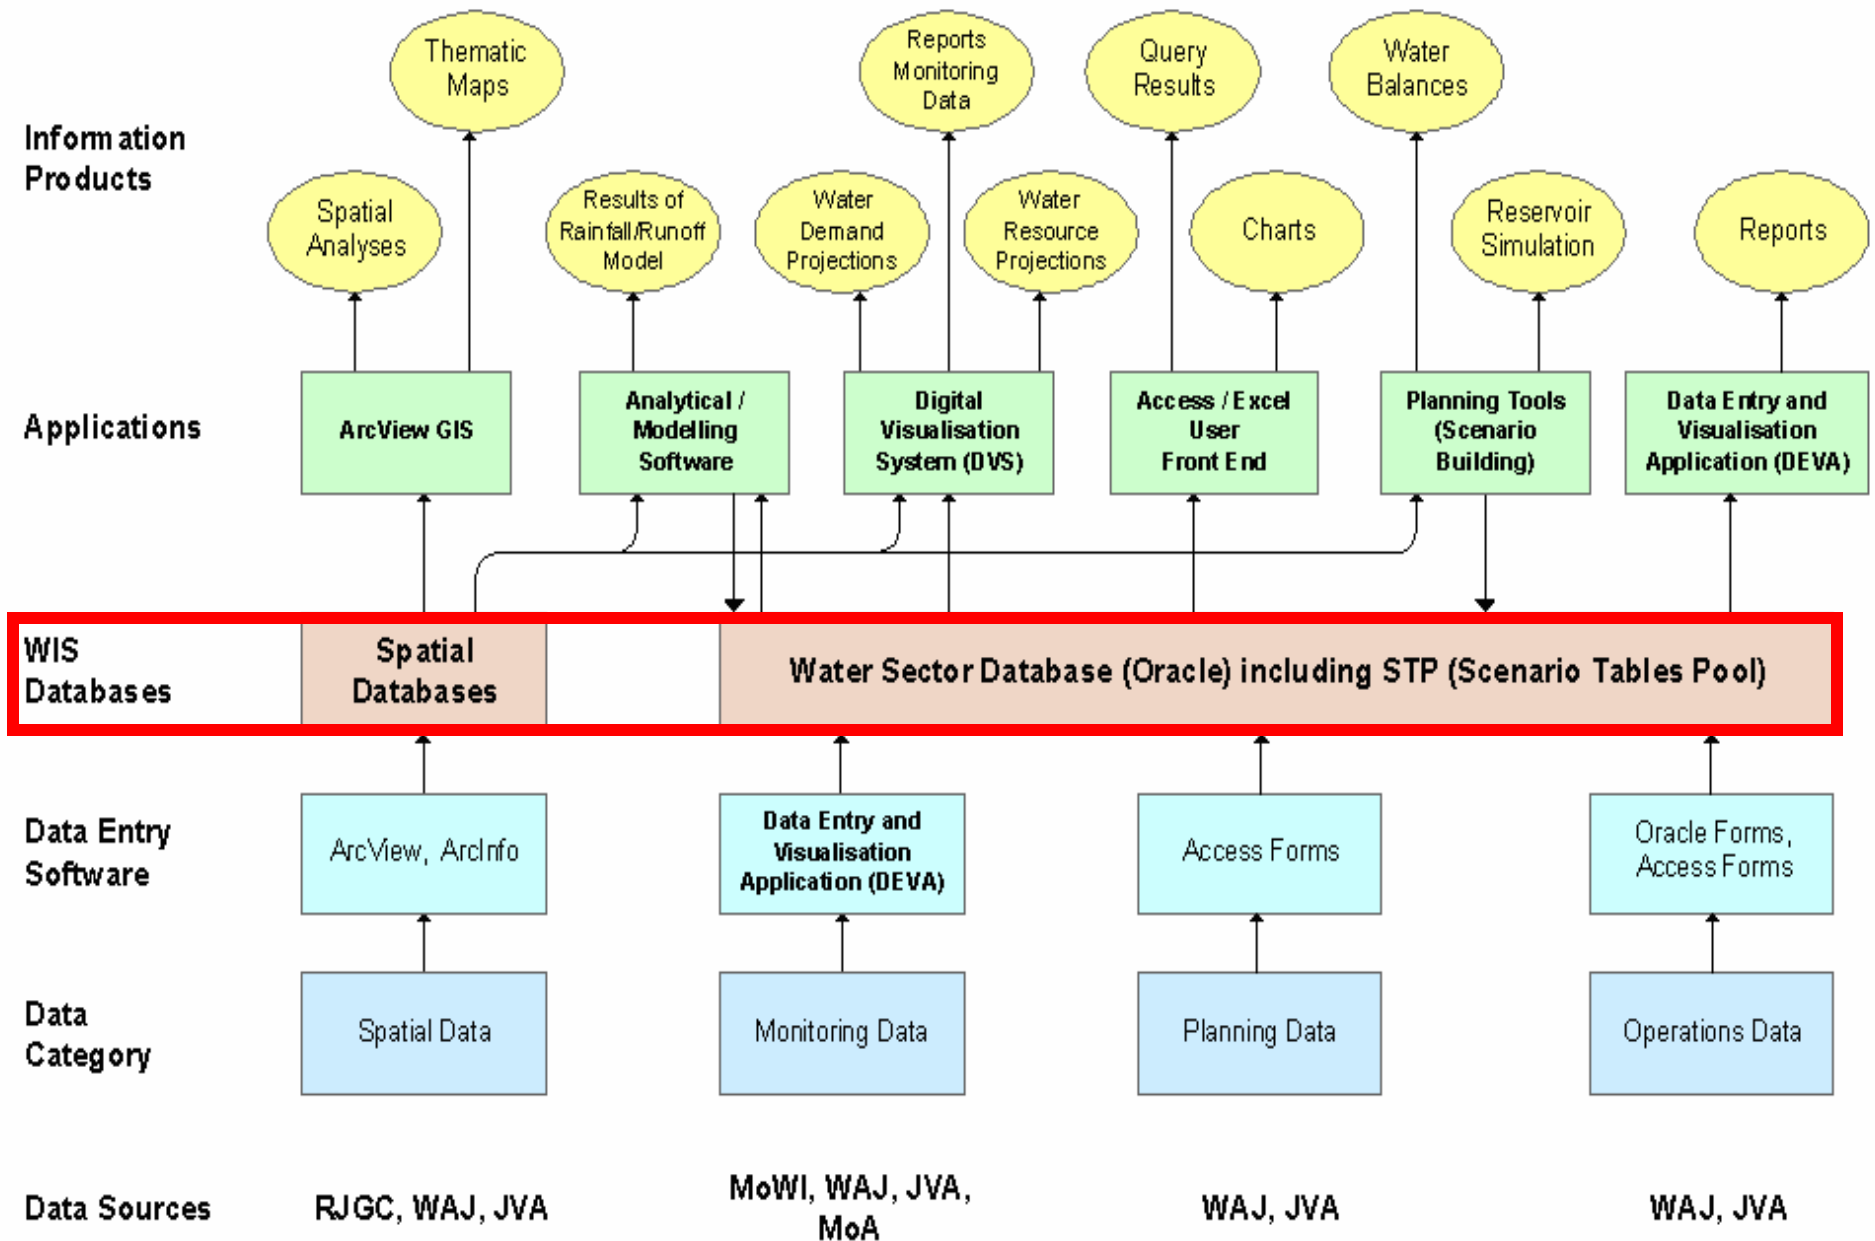 Thematic
Maps
Reports
Monitoring
Data
Query
Results
Water
Balances
Information
Products
Spatial
Analyses
Results of
Rainfall/Runoff
Model
Water
Demand
Projections
Water
Resource
Projections
Charts
Reservoir
Simulation
Reports
Applications
ArcView GIS
Analytical /
Modelling
Software
Digital
Visualisation
System (DVS)
Access / Excel
User
Front End
Planning Tools
(Scenario
Building)
Data Entry and
Visualisation
Application (DEVA)
WIS
Databases
Spatial
Databases
Water Sector Database (Oracle) including STP (Scenario Tables Pool)
Data Entry
Software
ArcView, ArcInfo
Data Entry and
Visualisation
Application (DEVA)
Access Forms
Oracle Forms,
Access Forms
Data
Category
Spatial Data
Monitoring Data
Planning Data
Operations Data
Data Sources
RJGC, WAJ, JVA
MoWI, WAJ, JVA,
MoA
WAJ, JVA
WAJ, JVA